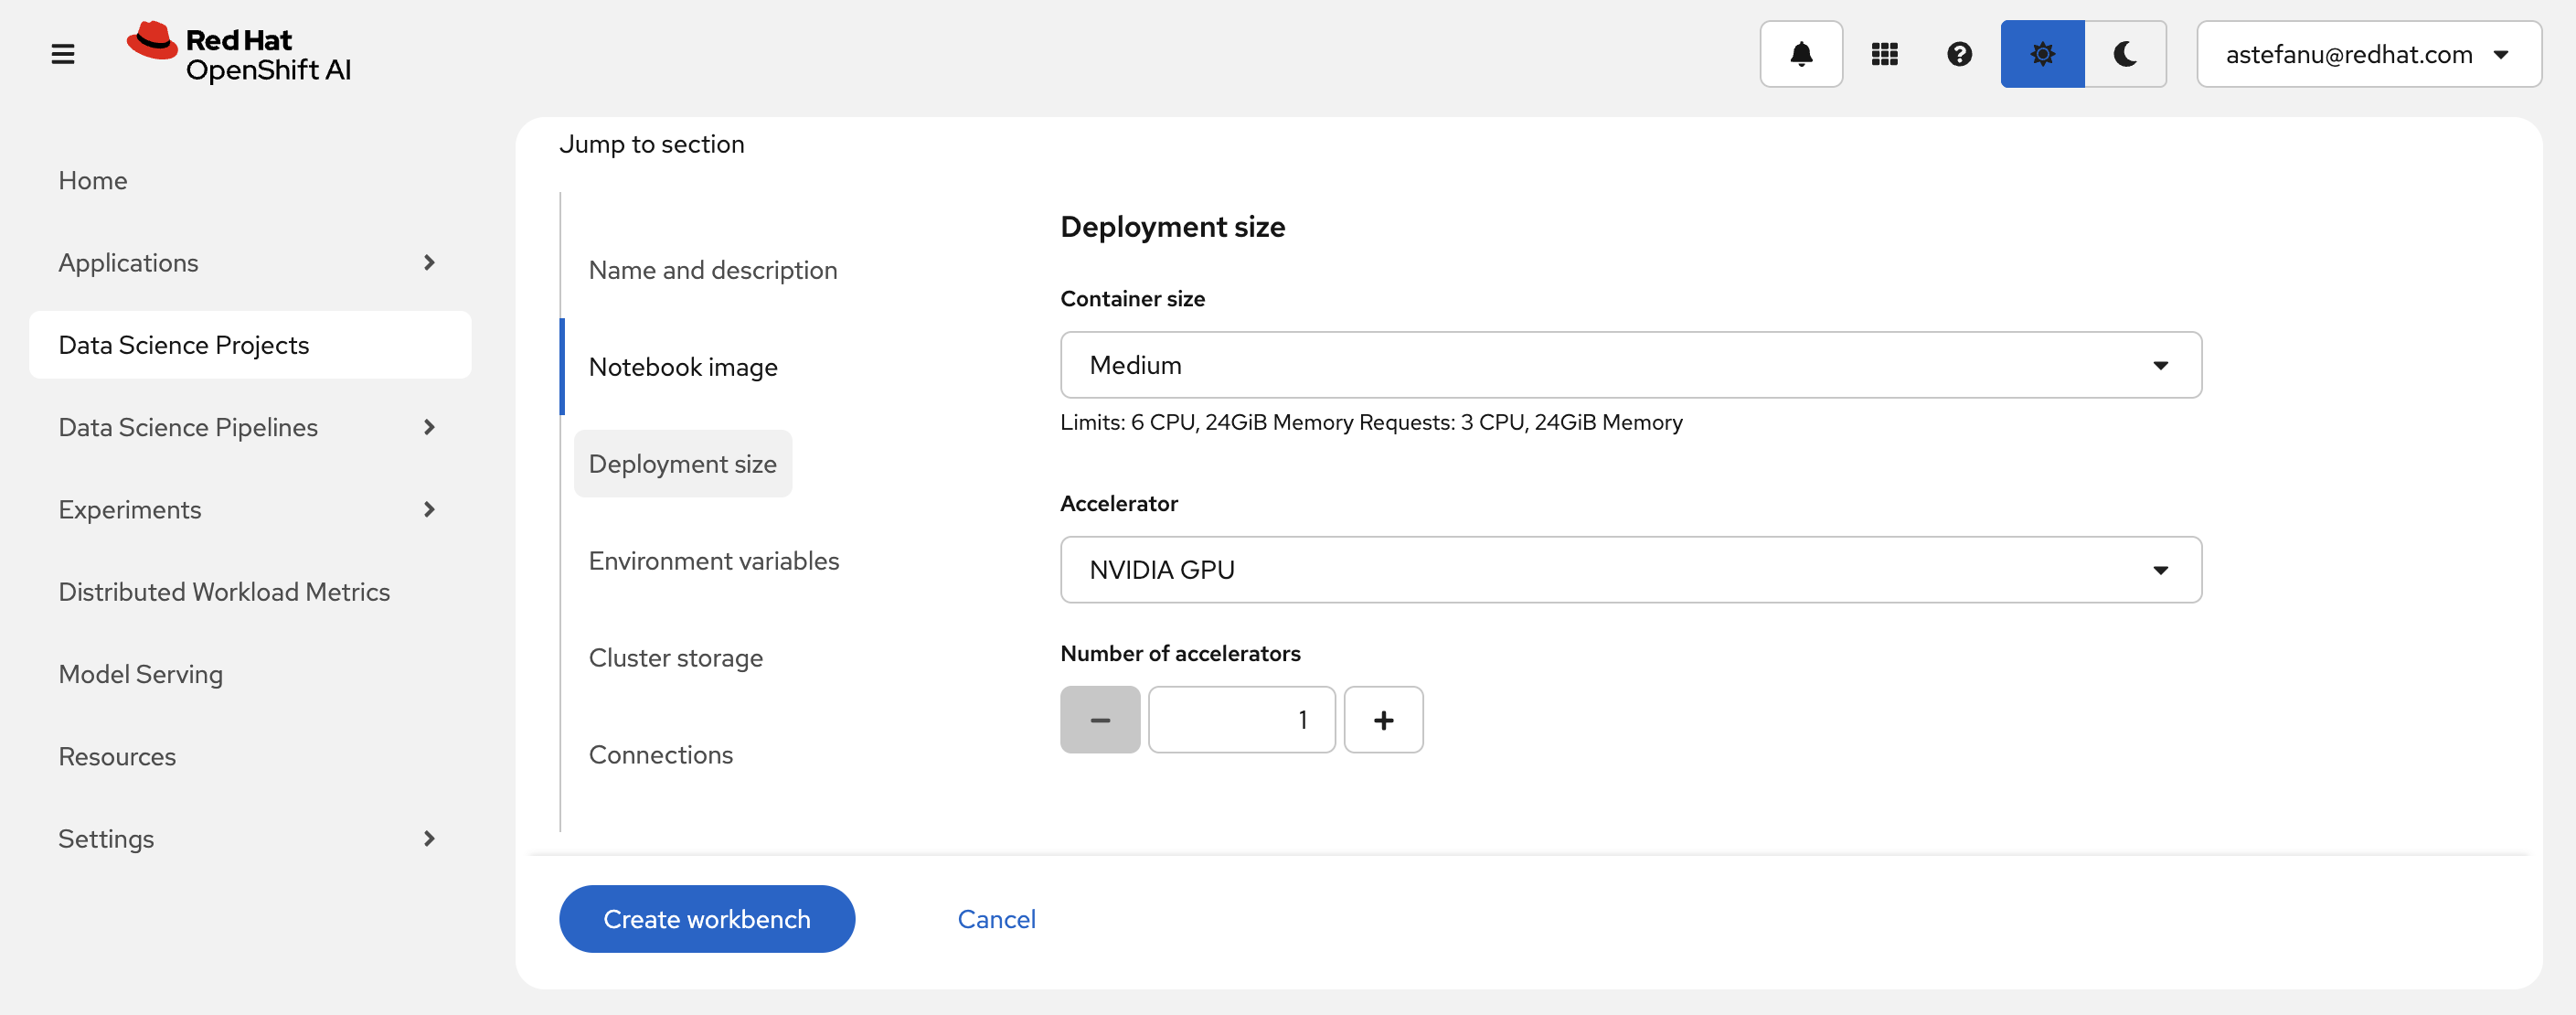 Red Hat
OpenShift AI
astefanu@redhat.com
Home
Applications
Data Science Projects
Data Science Pipelines
Experiments
Distributed Workload Metrics
Model Serving
Resources
Settings
Jump to section
Name and description
Notebook image
Deployment size
Environment variables
Cluster storage
Connections
Deployment size
Container size
Medium
Limits: 6 CPU, 24GiB Memory Requests: 3 CPU, 24GiB Memory
Accelerator
NVIDIA GPU
Number of accelerators
1
Create workbench
Cancel